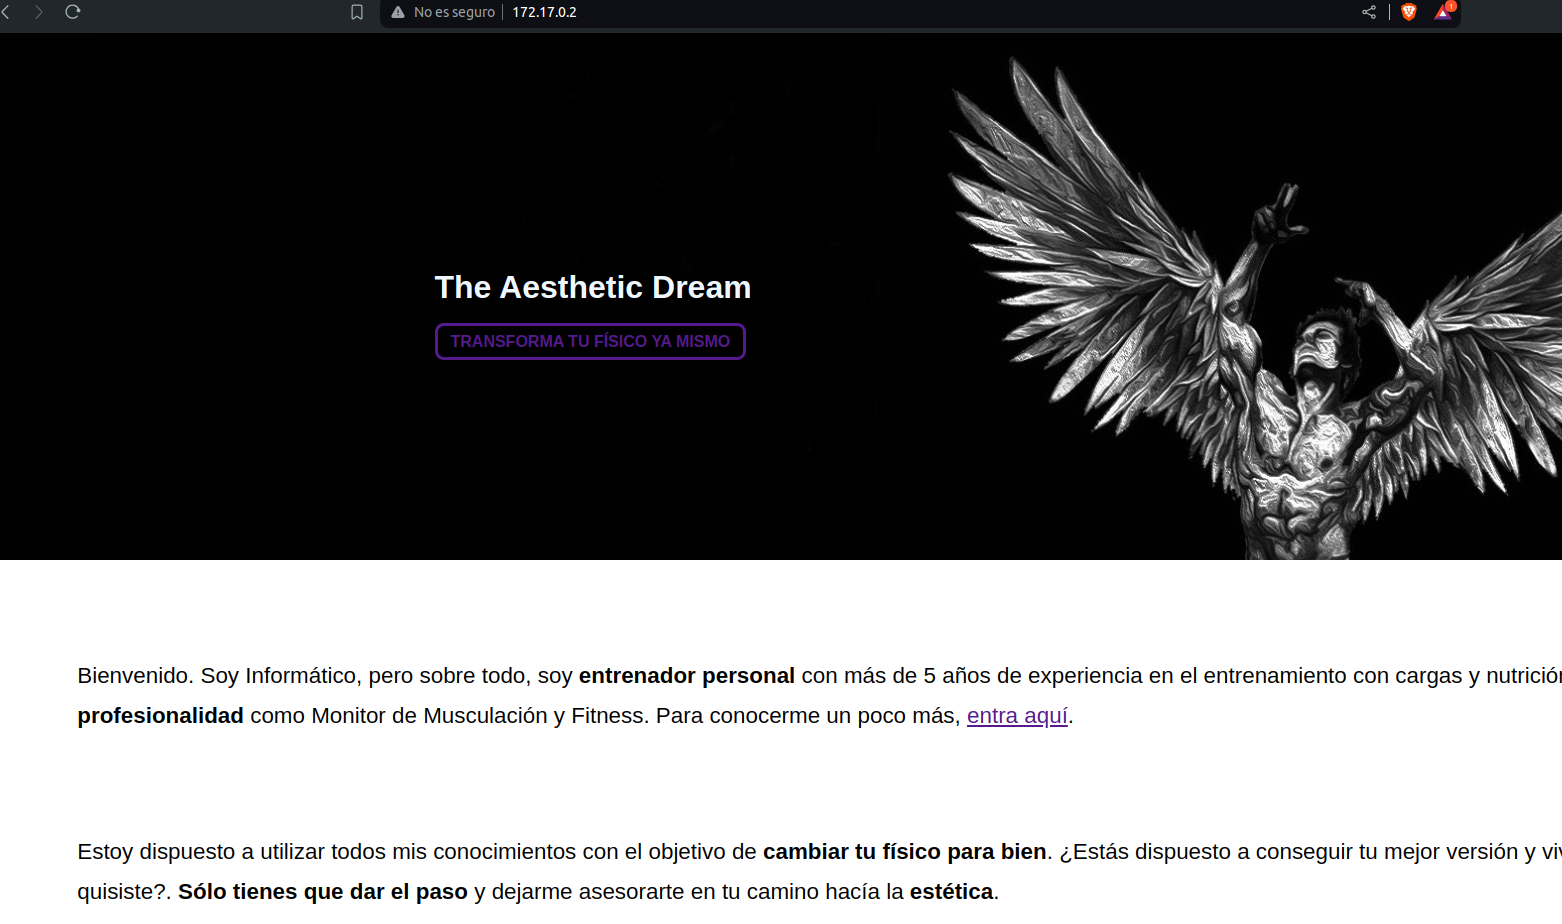 No es seguro 172.17.0.2
1
The Aesthetic Dream
TRANSFORMA TU FÍSICO YA MISMO
Bienvenido. Soy Informático, pero sobre todo, soy entrenador personal con más de 5 años de experiencia en el entrenamiento con cargas y nutrición
profesionalidad como Monitor de Musculación y Fitness. Para conocerme un poco más, entra aquí.
Estoy dispuesto a utilizar todos mis conocimientos con el objetivo de cambiar tu físico para bien. ¿Estás dispuesto a conseguir tu mejor versión y
quisiste?. Sólo tienes que dar el paso y dejarme asesorarte en tu camino hacía la estética.